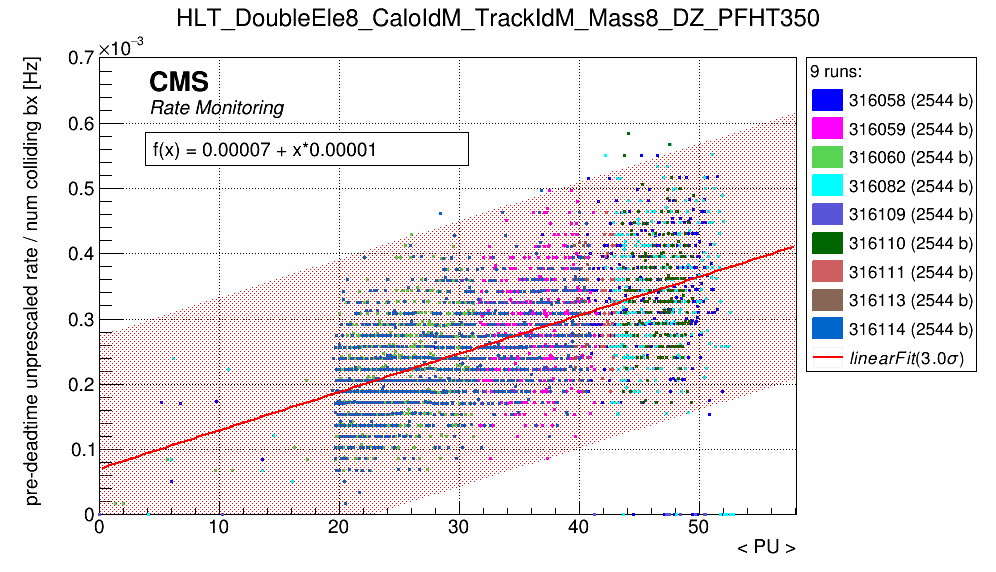 HLT_DoubleEle8_CaloIdM_TrackIdM_Mass8_DZ_PFHT350
×10⁻³
pre-deadtime unprescaled rate / num colliding bx [Hz]
0.7
0.6
0.5
0.4
0.3
0.2
0.1
0
CMS
Rate Monitoring
f(x) = 0.00007 + x*0.00001
0 10 20 30 40 50
< PU >
9 runs:
316058 (2544 b)
316059 (2544 b)
316060 (2544 b)
316082 (2544 b)
316109 (2544 b)
316110 (2544 b)
316111 (2544 b)
316113 (2544 b)
316114 (2544 b)
linearFit(3.0σ)